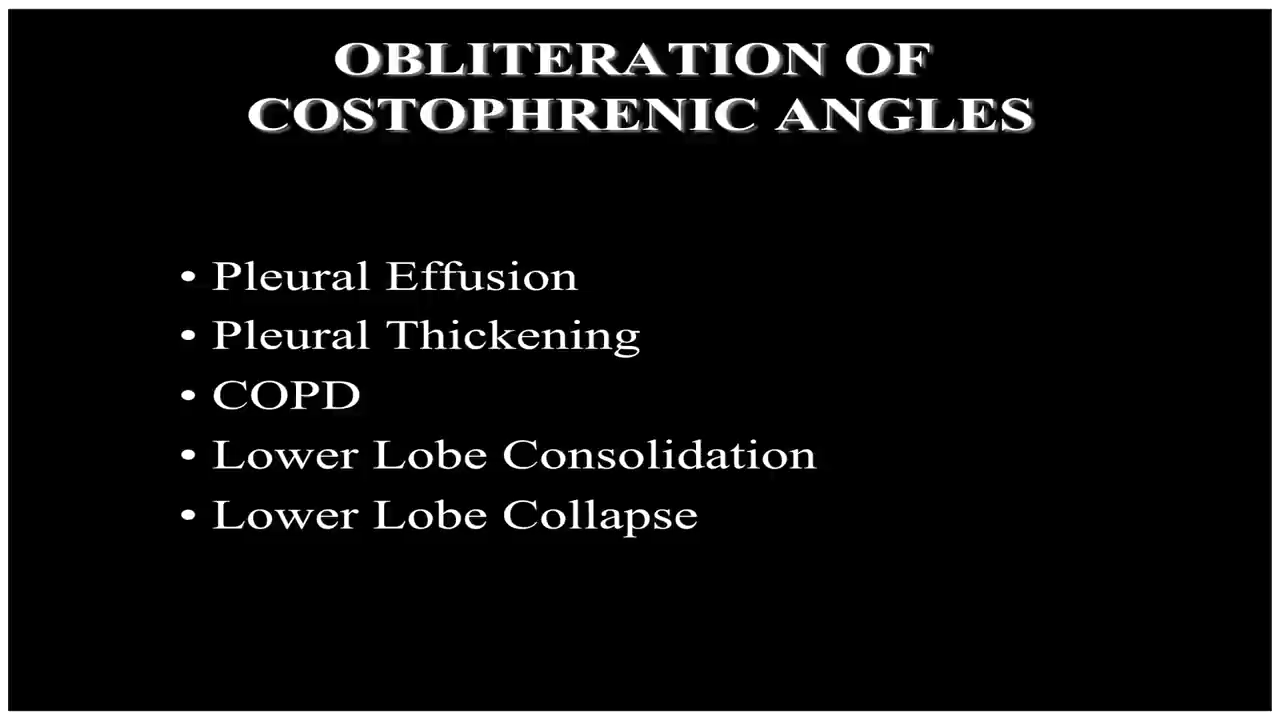 OBLITERATION OF
COSTOPHRENIC ANGLES
• Pleural Effusion
• Pleural Thickening
• COPD
• Lower Lobe Consolidation
• Lower Lobe Collapse